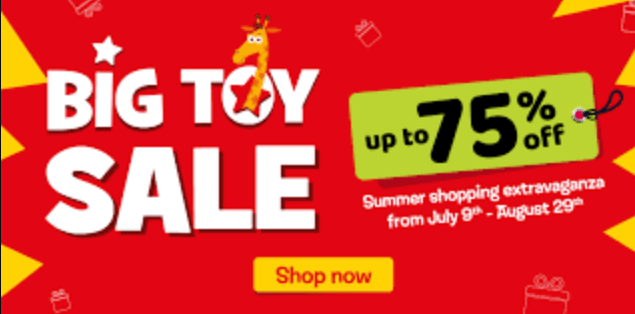 BIG TOY
SALE
up to 75% off
Summer shopping extravaganza
from July 9th - August 29th
Shop now